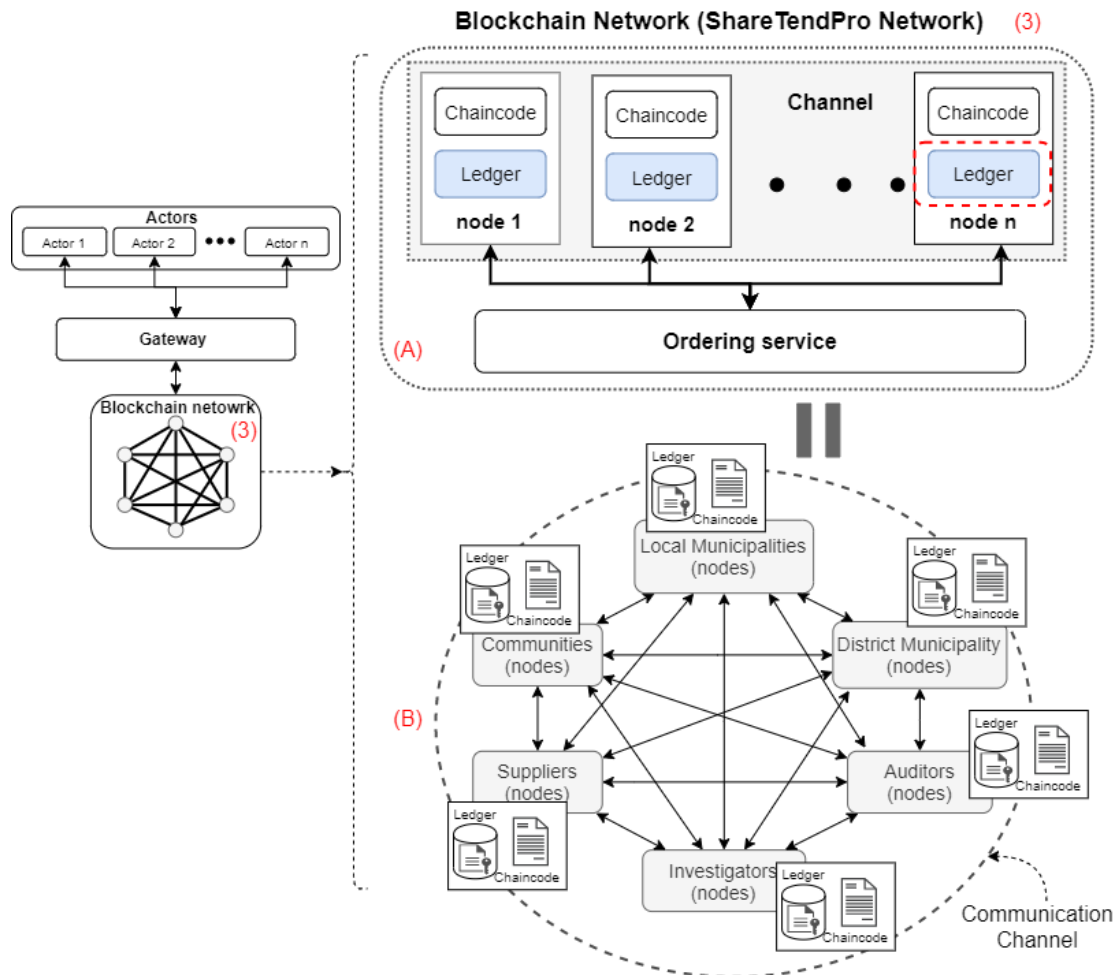 Blockchain Network (ShareTendPro Network) (3)
Channel
Chaincode
Ledger
node 1
Chaincode
Ledger
node 2
Chaincode
Ledger
node n
Ordering service
(A)
Actors
Actor 1
Actor 2
Actor n
Gateway
Blockchain netowrk
(3)
(B)
Ledger
Chaincode
Local Municipalities
(nodes)
Ledger
Chaincode
Communities
(nodes)
Ledger
Chaincode
District Municipality
(nodes)
Suppliers
(nodes)
Ledger
Chaincode
Auditors
(nodes)
Ledger
Chaincode
Investigators
(nodes)
Ledger
Chaincode
Communication
Channel